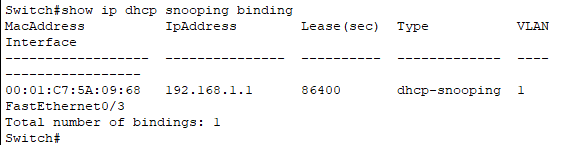 Switch#show ip dhcp snooping binding
MacAddress          IpAddress        Lease(sec)  Type           VLAN
Interface
------------------  ---------------  ----------  -------------  ----
-----------------
00:01:C7:5A:09:68   192.168.1.1      86400       dhcp-snooping  1
FastEthernet0/3
Total number of bindings: 1
Switch#